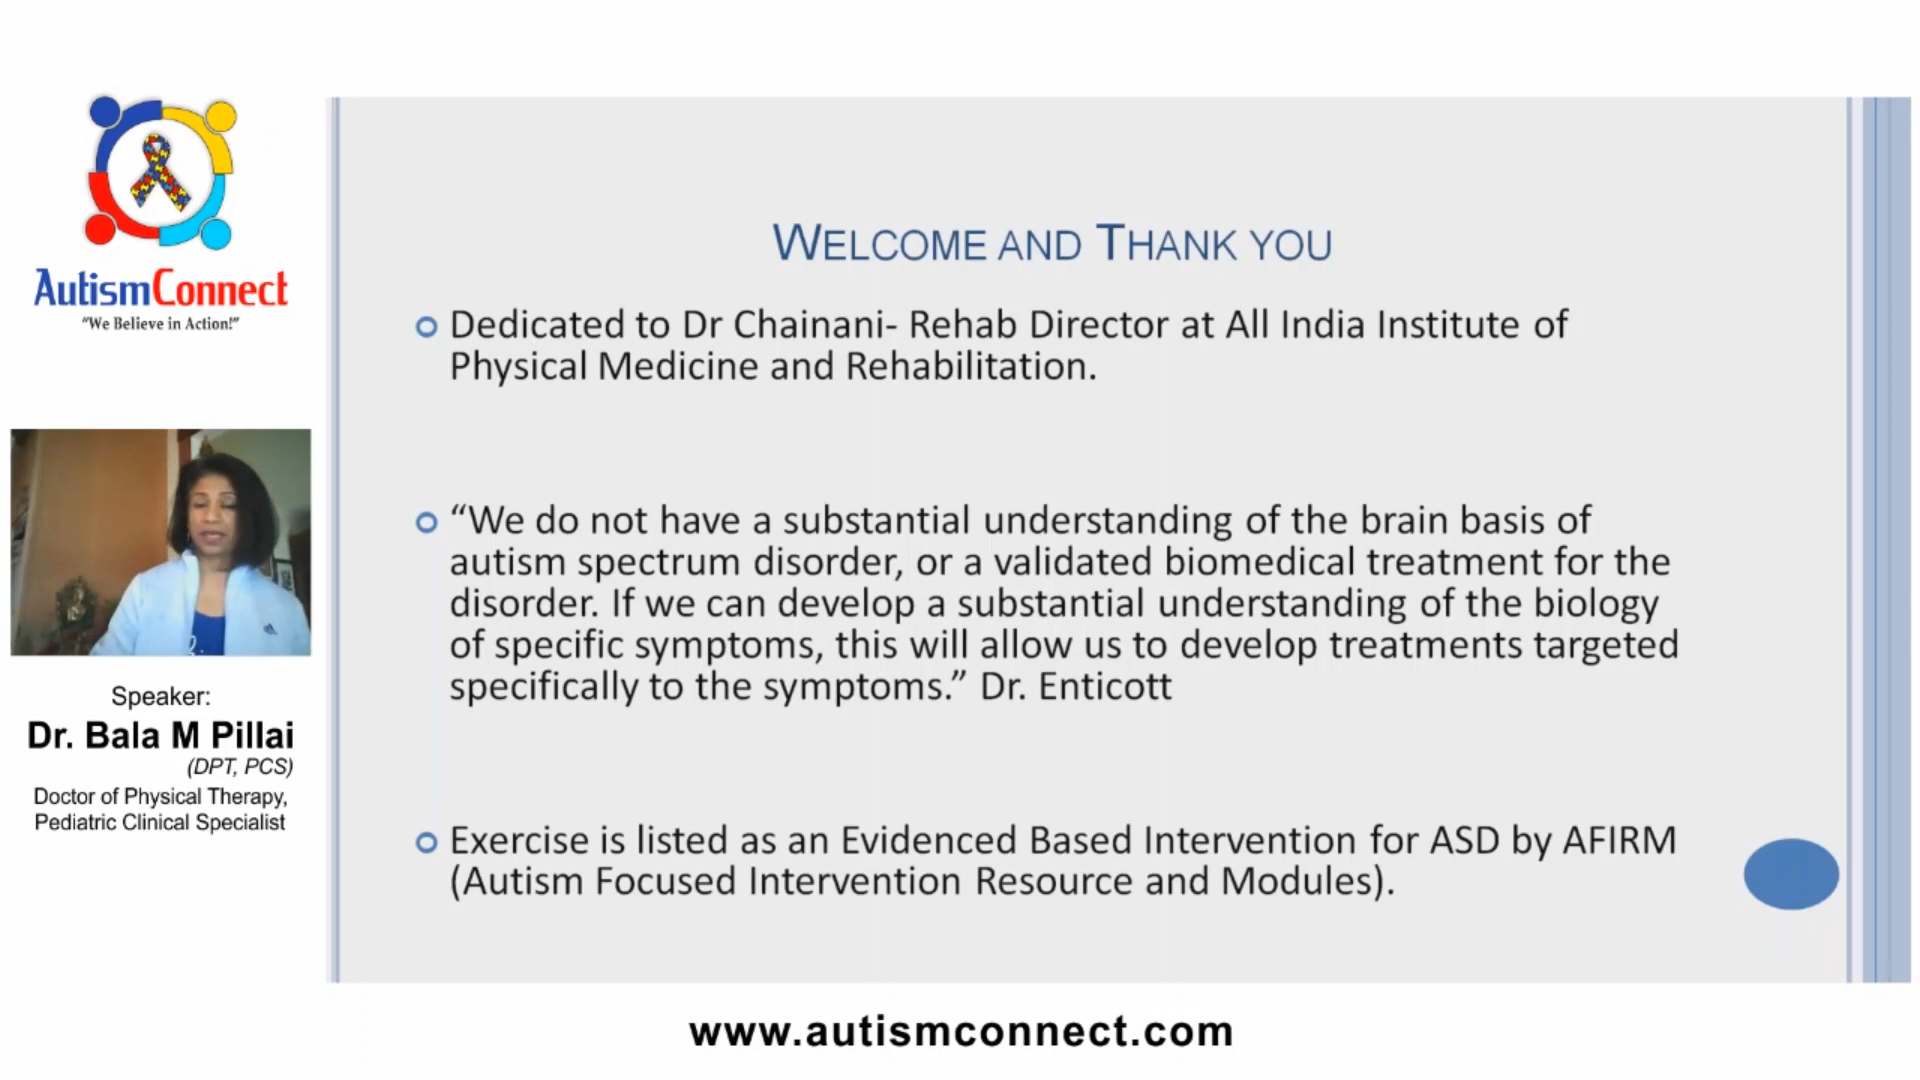 AutismConnect
"We Believe in Action!"
Speaker:
Dr. Bala M Pillai
(DPT, PCS)
Doctor of Physical Therapy,
Pediatric Clinical Specialist
WELCOME AND THANK YOU
Dedicated to Dr Chainani- Rehab Director at All India Institute of
Physical Medicine and Rehabilitation.
“We do not have a substantial understanding of the brain basis of
autism spectrum disorder, or a validated biomedical treatment for the
disorder. If we can develop a substantial understanding of the biology
of specific symptoms, this will allow us to develop treatments targeted
specifically to the symptoms.” Dr. Enticott
Exercise is listed as an Evidenced Based Intervention for ASD by AFIRM
(Autism Focused Intervention Resource and Modules).
www.autismconnect.com